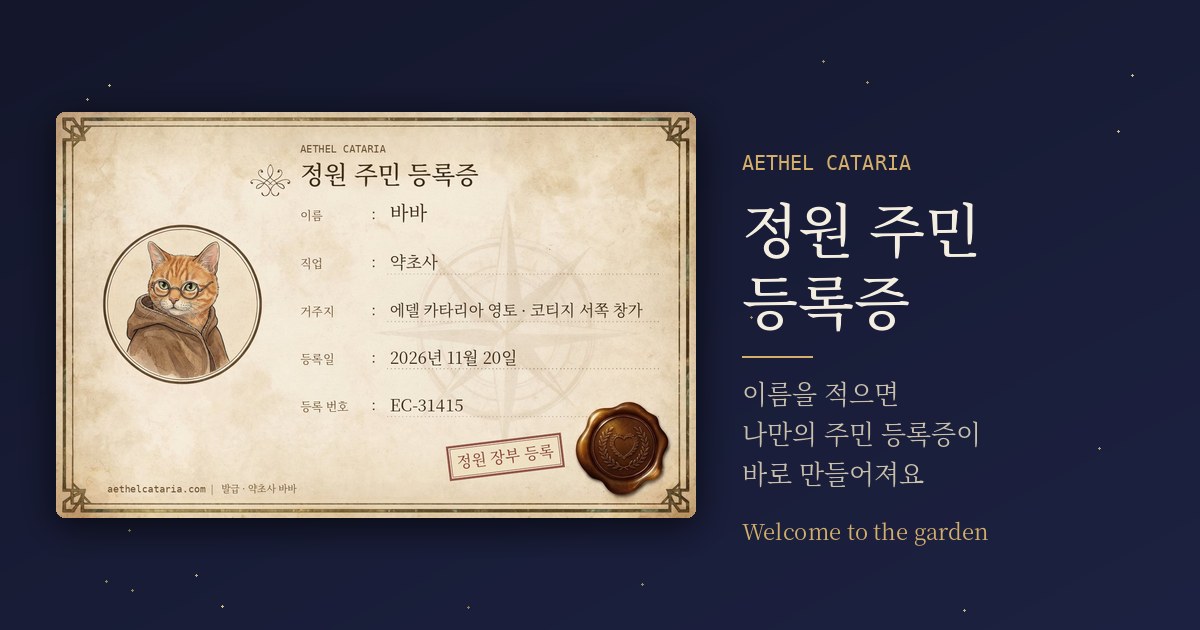 AETHEL CATARIA
정원 주민 등록증
이름 : 바바
직업 : 약초사
거주지 : 에델 카타리아 영토 · 코티지 서쪽 창가
등록일 : 2026년 11월 20일
등록 번호 : EC-31415
정원 장부 등록
aethelcataria.com | 발급 · 약초사 바바
AETHEL CATARIA
정원 주민
등록증
이름을 적으면
나만의 주민 등록증이
바로 만들어져요
Welcome to the garden